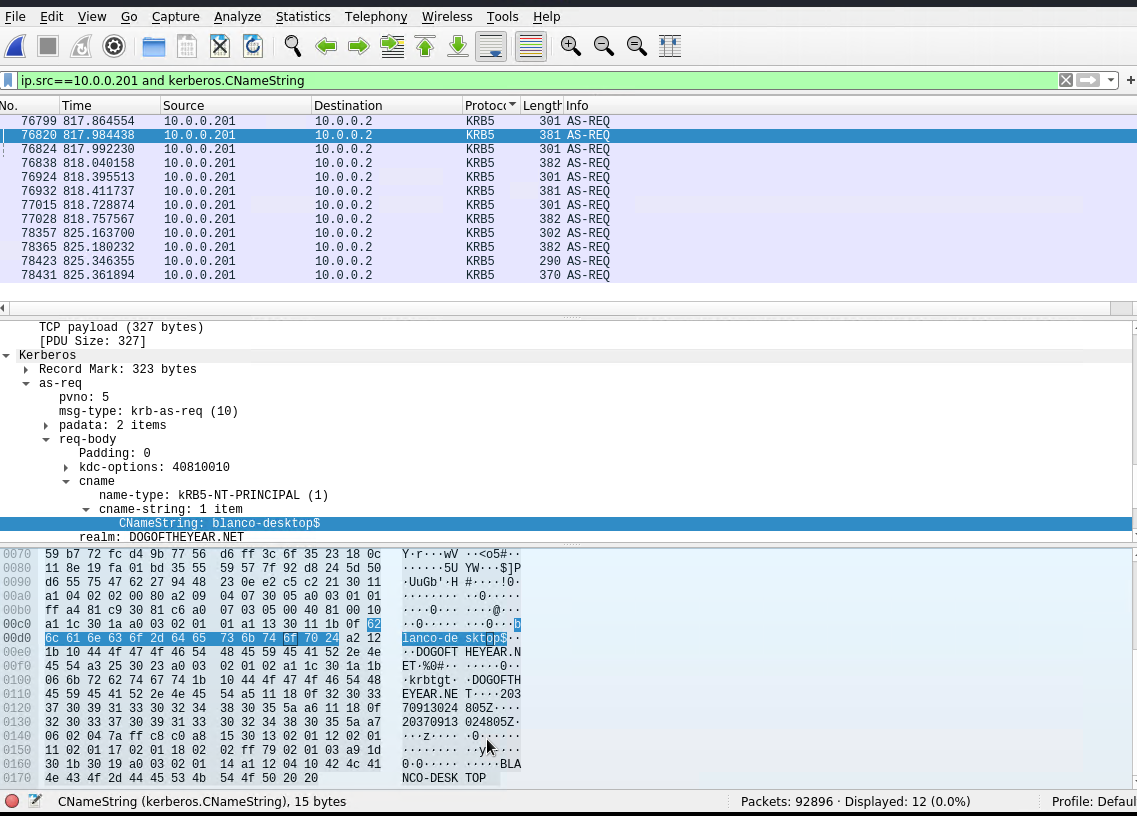 File Edit View Go Capture Analyze Statistics Telephony Wireless Tools Help
ip.src==10.0.0.201 and kerberos.CNameString
No. Time Source Destination Protoc Length Info
76799 817.864554 10.0.0.201 10.0.0.2 KRB5 301 AS-REQ
76820 817.984438 10.0.0.201 10.0.0.2 KRB5 381 AS-REQ
76824 817.992230 10.0.0.201 10.0.0.2 KRB5 301 AS-REQ
76838 818.040158 10.0.0.201 10.0.0.2 KRB5 382 AS-REQ
76924 818.395513 10.0.0.201 10.0.0.2 KRB5 301 AS-REQ
76932 818.411737 10.0.0.201 10.0.0.2 KRB5 381 AS-REQ
77015 818.728874 10.0.0.201 10.0.0.2 KRB5 301 AS-REQ
77028 818.757567 10.0.0.201 10.0.0.2 KRB5 382 AS-REQ
78357 825.163700 10.0.0.201 10.0.0.2 KRB5 302 AS-REQ
78365 825.180232 10.0.0.201 10.0.0.2 KRB5 382 AS-REQ
78423 825.346355 10.0.0.201 10.0.0.2 KRB5 290 AS-REQ
78431 825.361894 10.0.0.201 10.0.0.2 KRB5 370 AS-REQ
TCP payload (327 bytes)
[PDU Size: 327]
Kerberos
Record Mark: 323 bytes
as-req
pvno: 5
msg-type: krb-as-req (10)
padata: 2 items
req-body
Padding: 0
kdc-options: 40810010
cname
name-type: kRB5-NT-PRINCIPAL (1)
cname-string: 1 item
CNameString: blanco-desktop$
realm: DOGOFTHEYEAR.NET
0070 59 b7 72 fc d4 9b 77 56 d6 ff 3c 6f 35 23 18 0c Y·r···wV ··<o5#··
0080 11 8e 19 fa 01 bd 35 55 59 57 7f 92 d8 24 5d 50 ······5U YW···$]P
0090 d6 55 75 47 62 27 94 48 23 0e e2 c5 c2 21 30 11 ·UuGb'·H #····!0·
00a0 a1 04 02 02 00 80 a2 09 04 07 30 05 a0 03 01 01 ········ ··0·····
00b0 ff a4 81 c9 30 81 c6 a0 07 03 05 00 40 81 00 10 ····0··· ····@···
00c0 a1 1c 30 1a a0 03 02 01 01 a1 13 30 11 1b 0f 62 ··0····· ···0···b
00d0 6c 61 6e 63 6f 2d 64 65 73 6b 74 6f 70 24 a2 12 lanco-de sktop$··
00e0 1b 10 44 4f 47 4f 46 54 48 45 59 45 41 52 2e 4e ··DOGOFT HEYEAR.N
00f0 45 54 a3 25 30 23 a0 03 02 01 02 a1 1c 30 1a 1b ET·%0#·· ·····0··
0100 06 6b 72 62 74 67 74 1b 10 44 4f 47 4f 46 54 48 ·krbtgt· ·DOGOFTH
0110 45 59 45 41 52 2e 4e 45 54 a5 11 18 0f 32 30 33 EYEAR.NE T····203
0120 37 30 39 31 33 30 32 34 38 30 35 5a a6 11 18 0f 70913024 805Z····
0130 32 30 33 37 30 39 31 33 30 32 34 38 30 35 5a a7 20370913 024805Z·
0140 06 02 04 7a ff c8 c0 a8 15 30 13 02 01 12 02 01 ···z···· ·0······
0150 11 02 01 17 02 01 18 02 02 ff 79 02 01 03 a9 1d ········ ··y·····
0160 30 1b 30 19 a0 03 02 01 14 a1 12 04 10 42 4c 41 0·0····· ·····BLA
0170 4e 43 4f 2d 44 45 53 4b 54 4f 50 20 20 NCO-DESK TOP
CNameString (kerberos.CNameString), 15 bytes Packets: 92896 · Displayed: 12 (0.0%) Profile: Defau